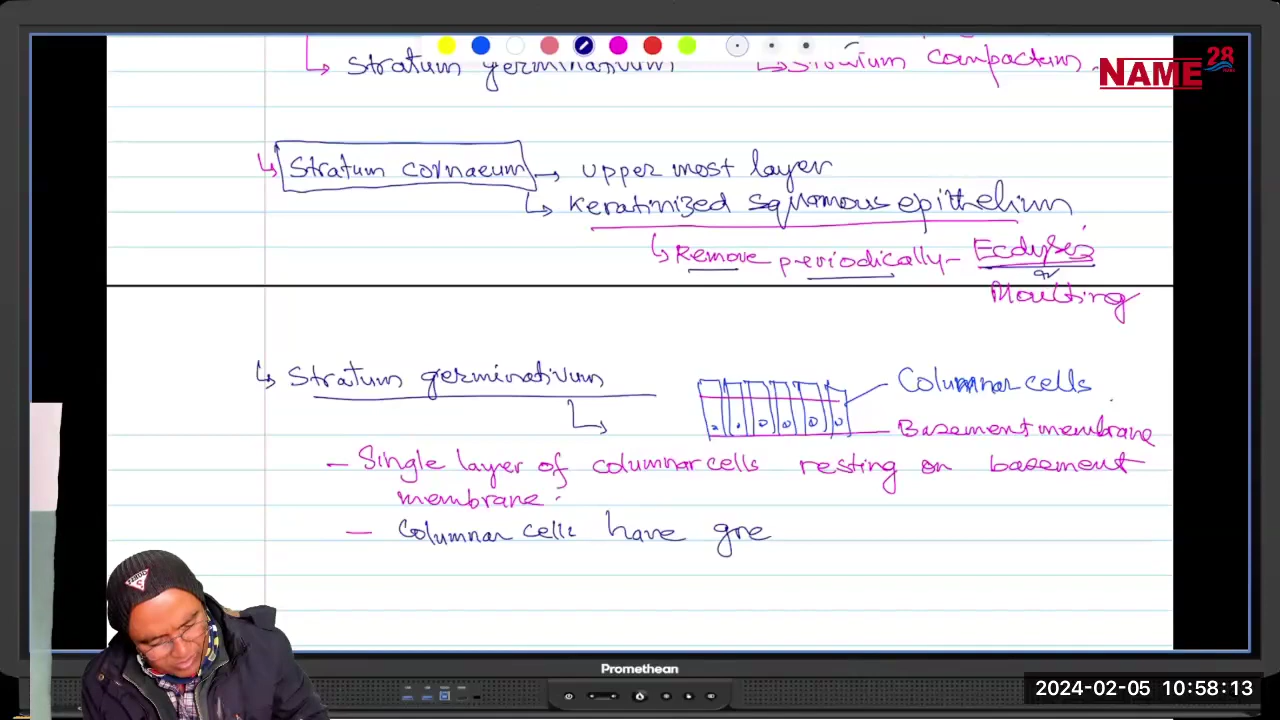 Stratum germinativum ↳ Stratum compactum.
NAME 28
↳ Stratum cornaeum → upper most layer
↳ Keratinized squamous epithelium
↳ Remove periodically - Ecdysis
or
Moulting
↳ Stratum germinativum
Columnar cells
Basement membrane
- Single layer of columnar cells resting on basement
membrane.
- Columnar cells have gre
Promethean
2024-02-05 10:58:13